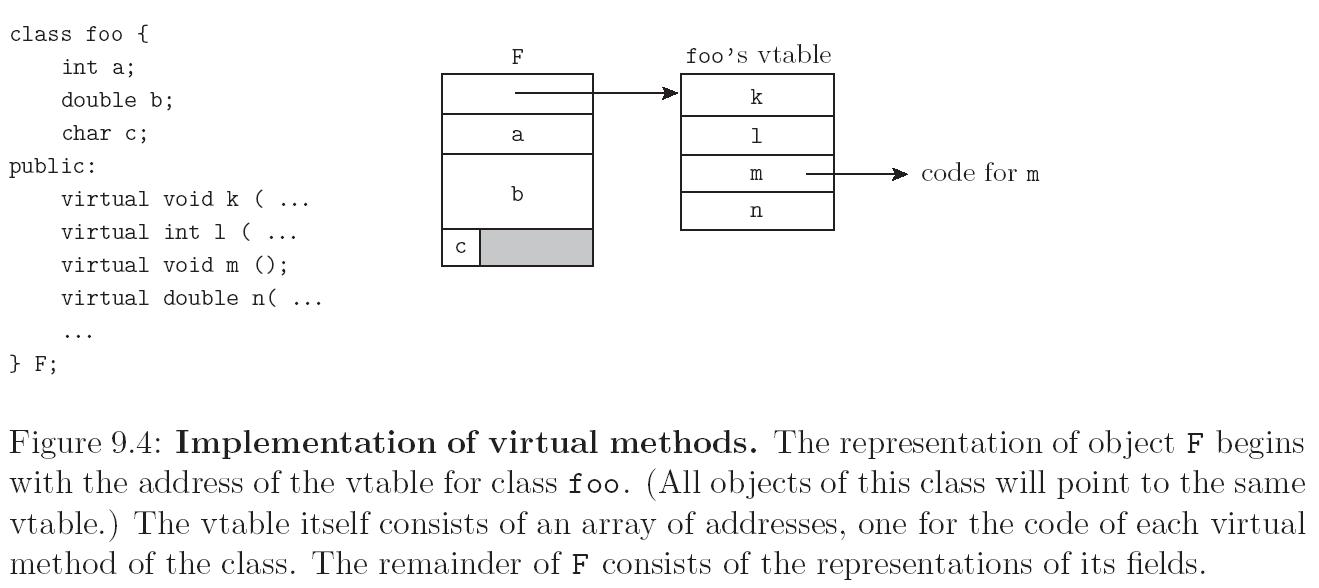 class foo {
int a;
double b;
char c;
public:
virtual void k ( ...
virtual int l ( ...
virtual void m ();
virtual double n( ...
...
} F;
F
a
b
c
foo's vtable
k
l
m
n
code for m
Figure 9.4: Implementation of virtual methods. The representation of object F begins
with the address of the vtable for class foo. (All objects of this class will point to the same
vtable.) The vtable itself consists of an array of addresses, one for the code of each virtual
method of the class. The remainder of F consists of the representations of its fields.